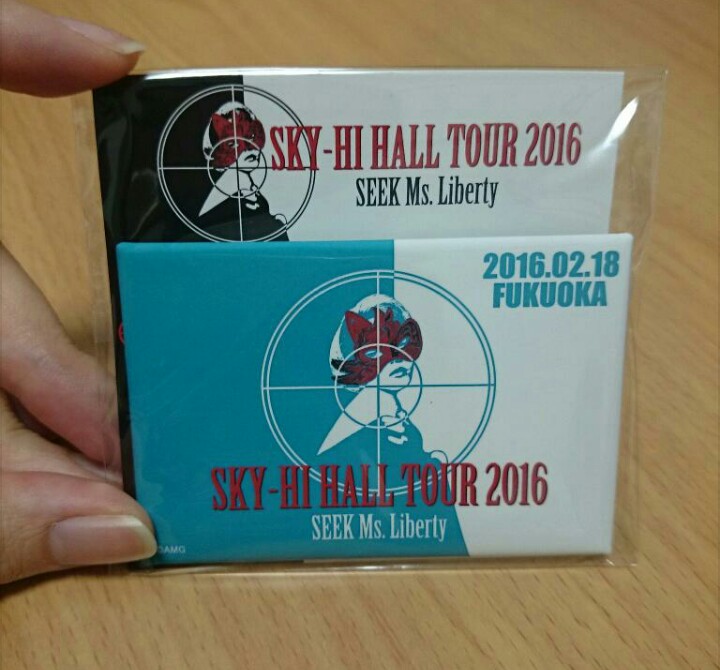 SKY-HI HALL TOUR 2016
SEEK Ms. Liberty
2016.02.18
FUKUOKA
SKY-HI HALL TOUR 2016
SEEK Ms. Liberty